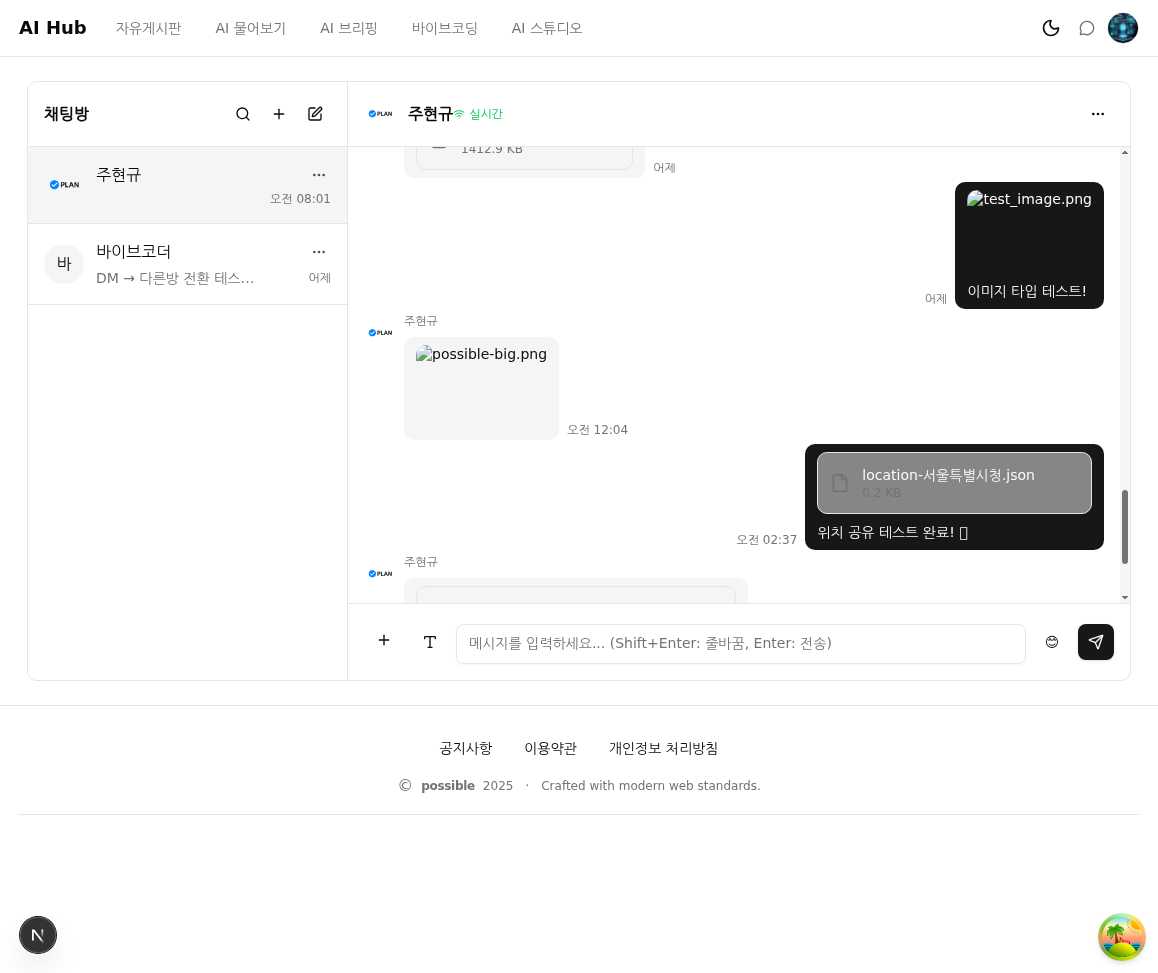 AI Hub
자유게시판
AI 물어보기
AI 브리핑
바이브코딩
AI 스튜디오
채팅방
PLAN
주현규
오전 08:01
바
바이브코더
DM → 다른방 전환 테스...
어제
PLAN
주현규
실시간
1412.9 KB
어제
test_image.png
이미지 타입 테스트!
어제
주현규
PLAN
possible-big.png
오전 12:04
location-서울특별시청.json
0.2 KB
위치 공유 테스트 완료!
오전 02:37
주현규
PLAN
메시지를 입력하세요... (Shift+Enter: 줄바꿈, Enter: 전송)
공지사항
이용약관
개인정보 처리방침
© possible 2025 · Crafted with modern web standards.
N